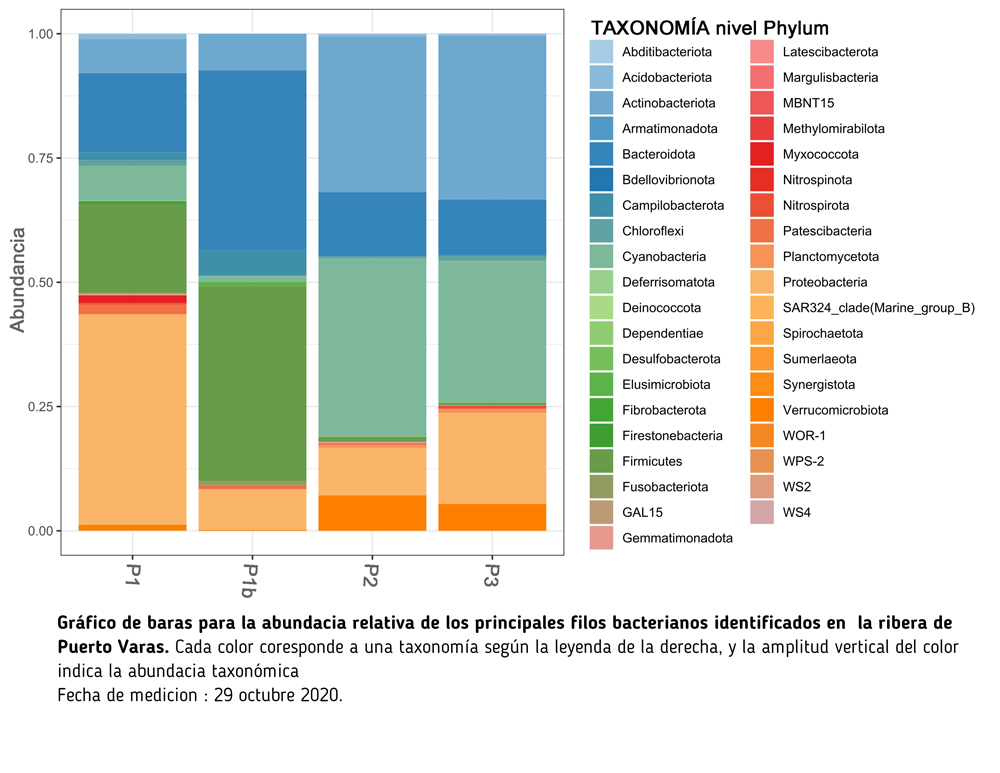 TAXONOMÍA nivel Phylum
Abditibacteriota
Acidobacteriota
Actinobacteriota
Armatimonadota
Bacteroidota
Bdellovibrionota
Campilobacterota
Chloroflexi
Cyanobacteria
Deferrisomatota
Deinococcota
Dependentiae
Desulfobacterota
Elusimicrobiota
Fibrobacterota
Firestonebacteria
Firmicutes
Fusobacteriota
GAL15
Gemmatimonadota
Latescibacterota
Margulisbacteria
MBNT15
Methylomirabilota
Myxococcota
Nitrospinota
Nitrospirota
Patescibacteria
Planctomycetota
Proteobacteria
SAR324_clade(Marine_group_B)
Spirochaetota
Sumerlaeota
Synergistota
Verrucomicrobiota
WOR-1
WPS-2
WS2
WS4
Abundancia
1.00
0.75
0.50
0.25
0.00
P1
P1b
P2
P3
Gráfico de baras para la abundacia relativa de los principales filos bacterianos identificados en la ribera de
Puerto Varas. Cada color coresponde a una taxonomía según la leyenda de la derecha, y la amplitud vertical del color
indica la abundacia taxonómica
Fecha de medicion : 29 octubre 2020.